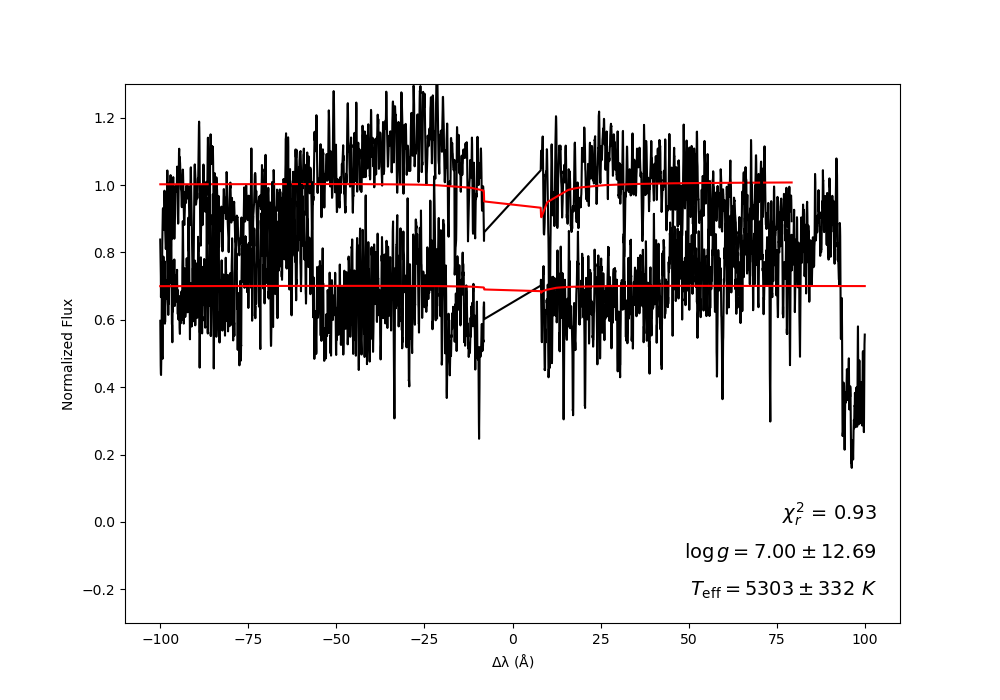 1.2
1.0
0.8
0.6
0.4
0.2
0.0
−0.2
Normalized Flux
χ²ᵣ = 0.93
log g = 7.00 ± 12.69
T_eff = 5303 ± 332 K
−100 −75 −50 −25 0 25 50 75 100
Δλ (Å)